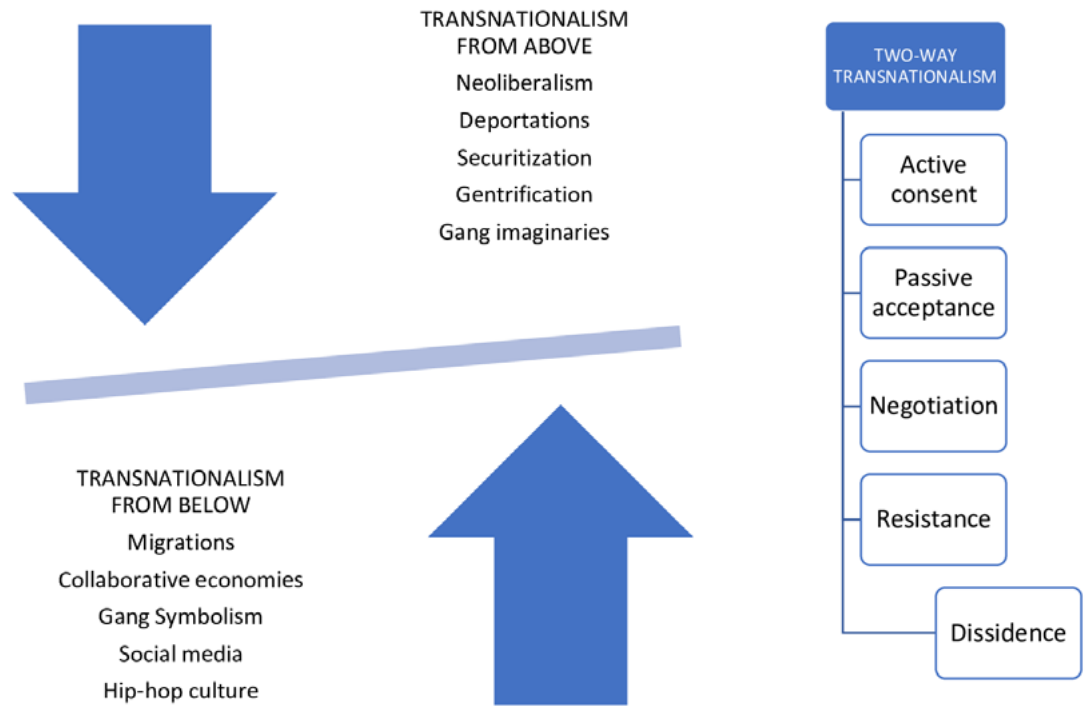 TRANSNATIONALISM
FROM ABOVE
Neoliberalism
Deportations
Securitization
Gentrification
Gang imaginaries
TRANSNATIONALISM
FROM BELOW
Migrations
Collaborative economies
Gang Symbolism
Social media
Hip-hop culture
TWO-WAY
TRANSNATIONALISM
Active
consent
Passive
acceptance
Negotiation
Resistance
Dissidence